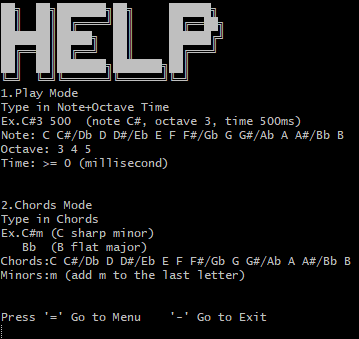 HELP
1.Play Mode
Type in Note+Octave Time
Ex.C#3 500  (note C#, octave 3, time 500ms)
Note: C C#/Db D D#/Eb E F F#/Gb G G#/Ab A A#/Bb B
Octave: 3 4 5
Time: >= 0 (millisecond)
2.Chords Mode
Type in Chords
Ex.C#m (C sharp minor)
   Bb  (B flat major)
Chords:C C#/Db D D#/Eb E F F#/Gb G G#/Ab A A#/Bb B
Minors:m (add m to the last letter)
Press '=' Go to Menu    '-' Go to Exit